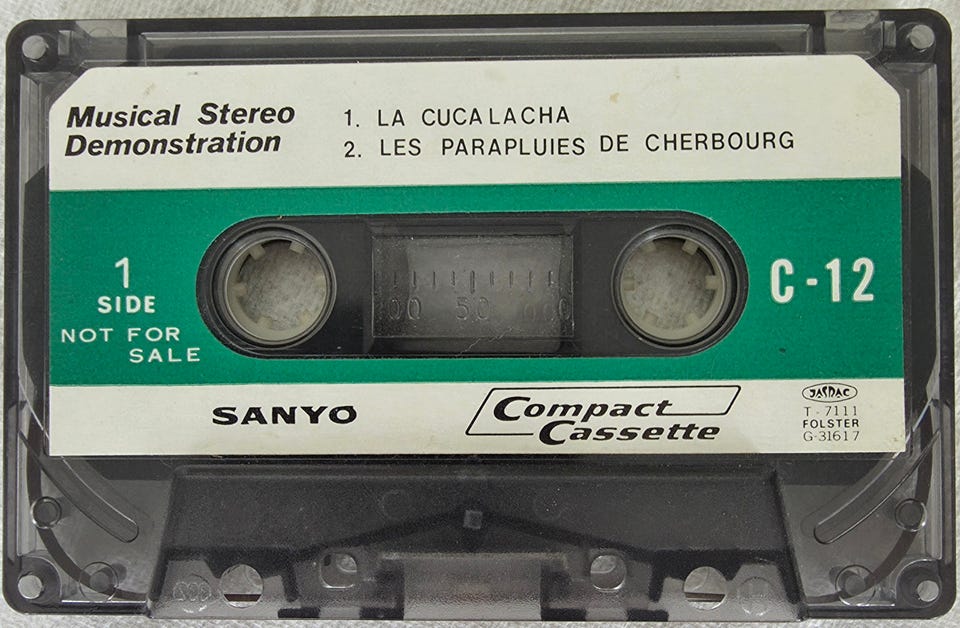 Musical Stereo
Demonstration
1. LA CUCALACHA
2. LES PARAPLUIES DE CHERBOURG
1
SIDE
NOT FOR
SALE
50
C-12
SANYO
Compact
Cassette
JASRAC
T-7111
FOLSTER
G-31617